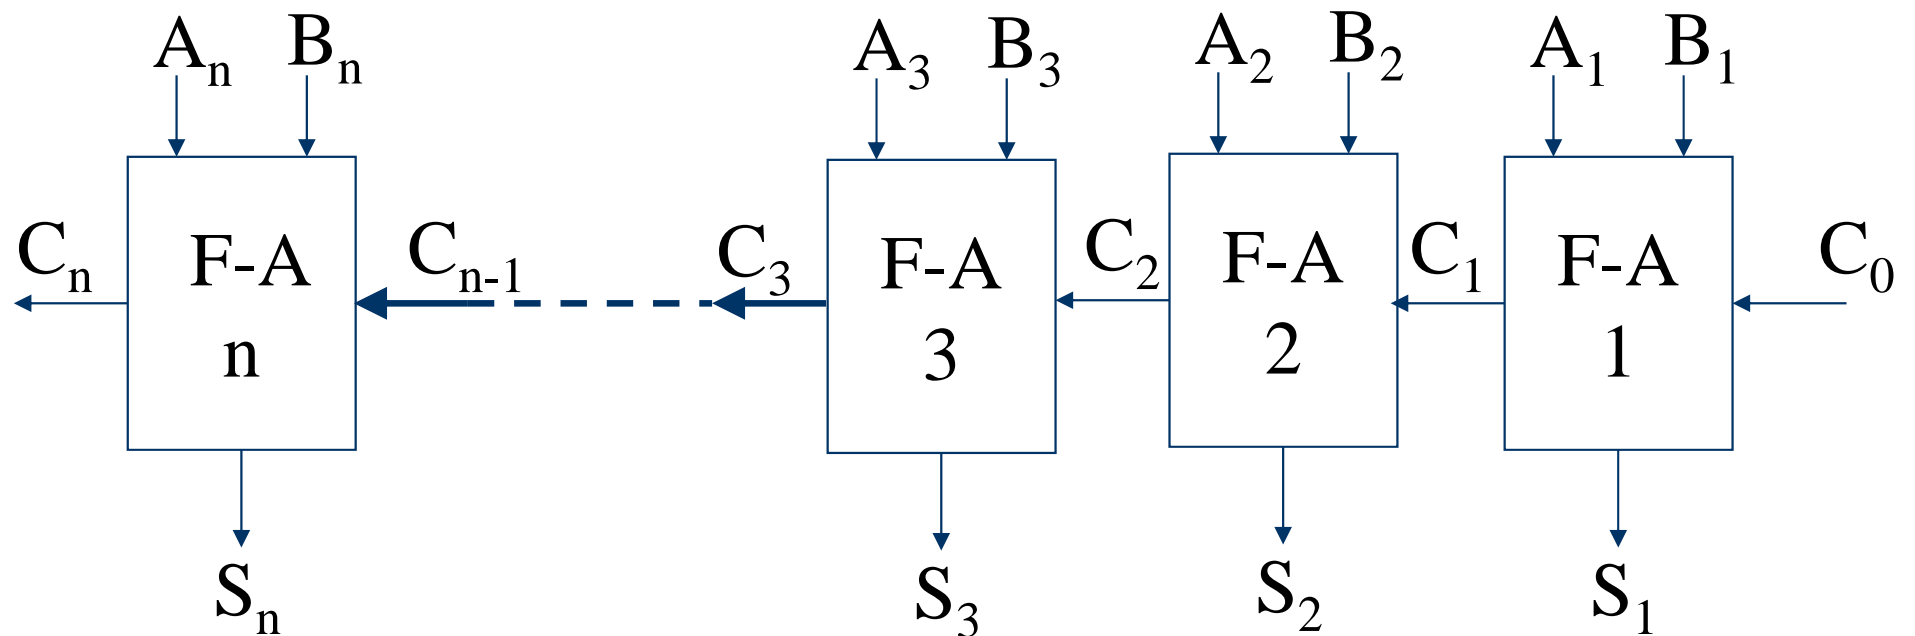 Aₙ Bₙ A₃ B₃ A₂ B₂ A₁ B₁
Cₙ F-A Cₙ₋₁ C₃ F-A C₂ F-A C₁ F-A C₀
n 3 2 1
Sₙ S₃ S₂ S₁